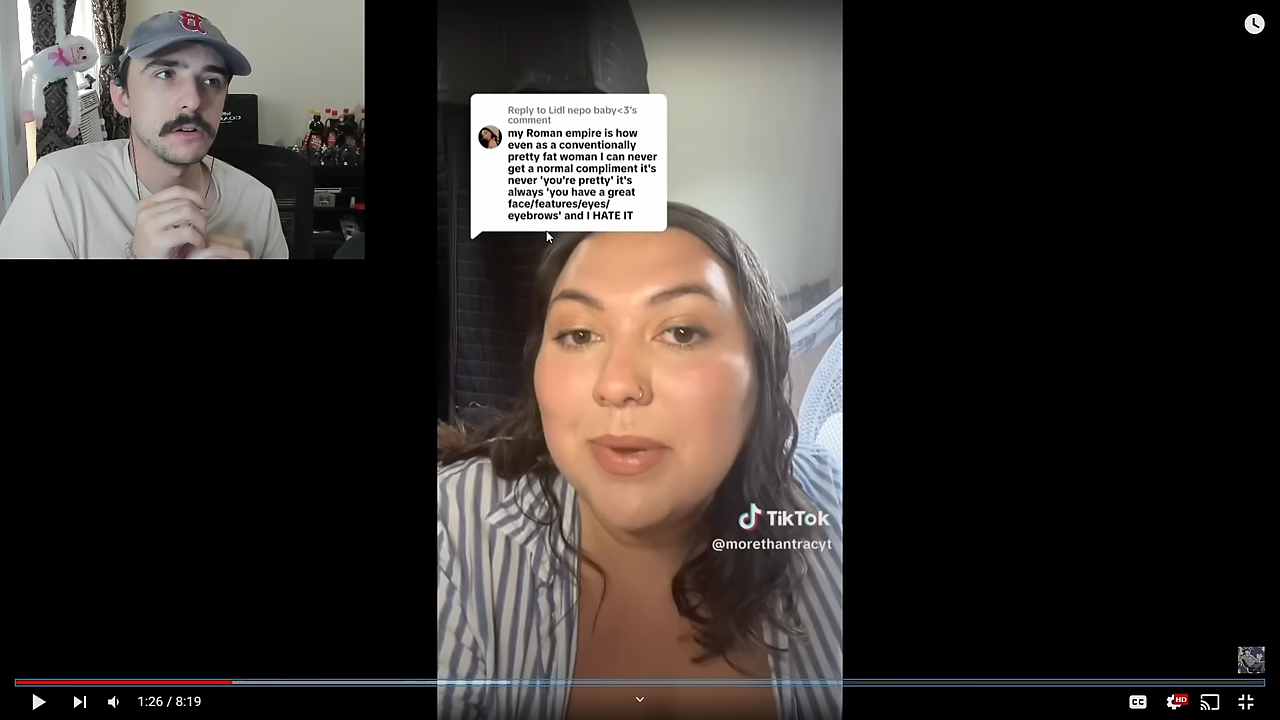 Reply to Lidl nepo baby<3's
comment
my Roman empire is how
even as a conventionally
pretty fat woman I can never
get a normal compliment it's
never 'you're pretty' it's
always 'you have a great
face/features/eyes/
eyebrows' and I HATE IT
TikTok
@morethantracyt
1:26 / 8:19
CC
HD
B